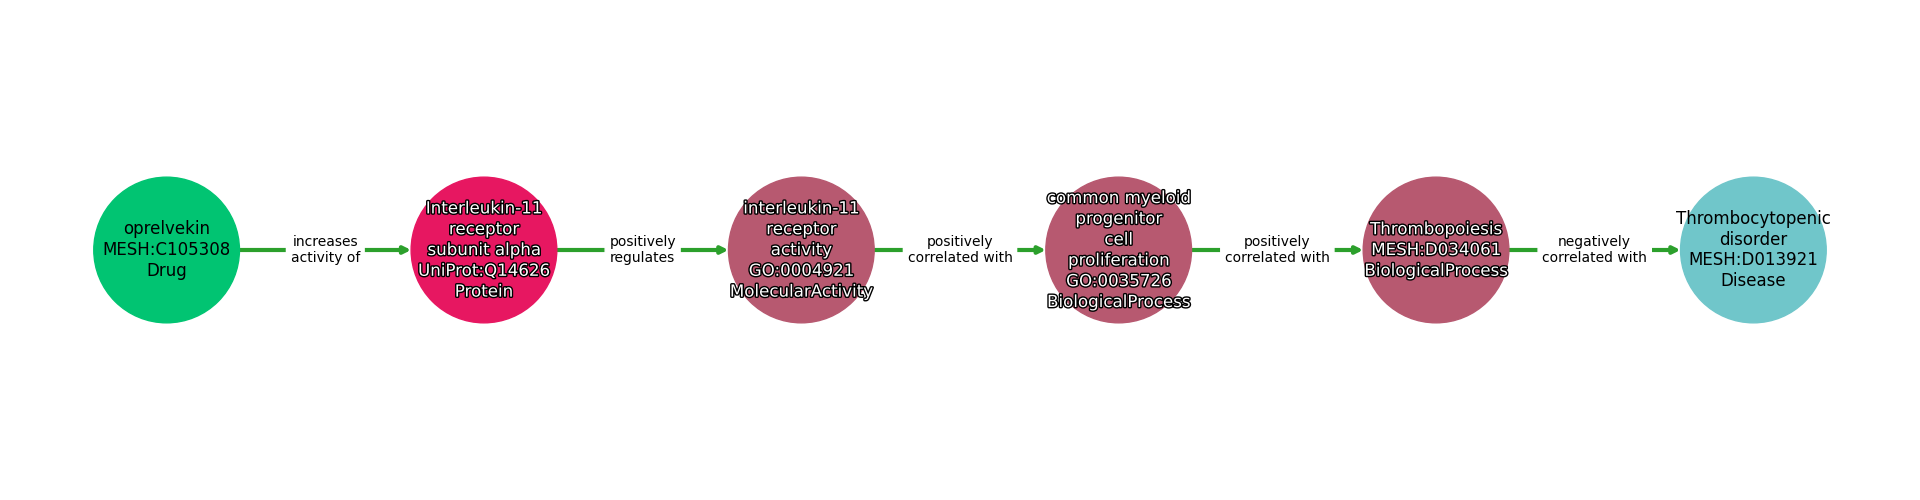 oprelvekin
MESH:C105308
Drug
increases
activity of
Interleukin-11
receptor
subunit alpha
UniProt:Q14626
Protein
positively
regulates
interleukin-11
receptor
activity
GO:0004921
MolecularActivity
positively
correlated with
common myeloid
progenitor
cell
proliferation
GO:0035726
BiologicalProcess
positively
correlated with
Thrombopoiesis
MESH:D034061
BiologicalProcess
negatively
correlated with
Thrombocytopenic
disorder
MESH:D013921
Disease